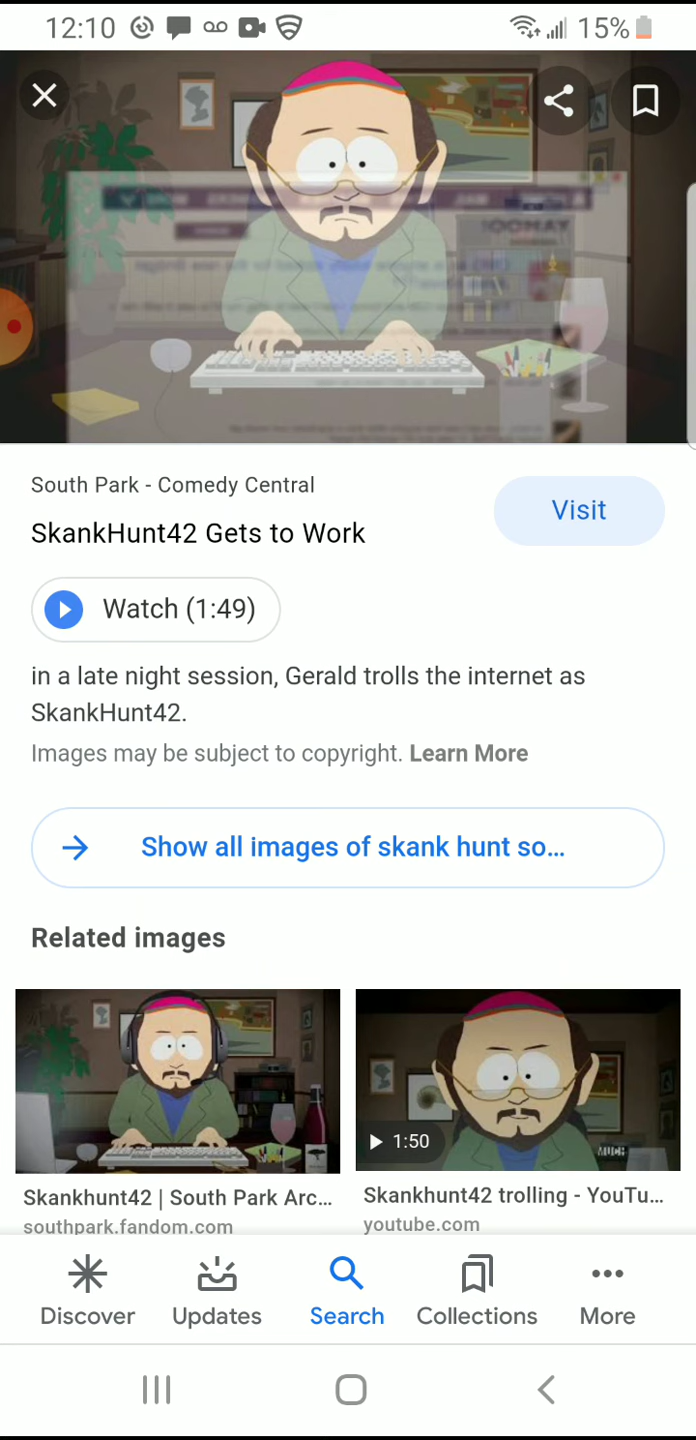 12:10
15%
South Park - Comedy Central
SkankHunt42 Gets to Work
Visit
Watch (1:49)
in a late night session, Gerald trolls the internet as
SkankHunt42.
Images may be subject to copyright. Learn More
Show all images of skank hunt so...
Related images
1:50
MUCH
Skankhunt42 | South Park Arc...
southpark.fandom.com
Skankhunt42 trolling - YouTu...
youtube.com
Discover
Updates
Search
Collections
More